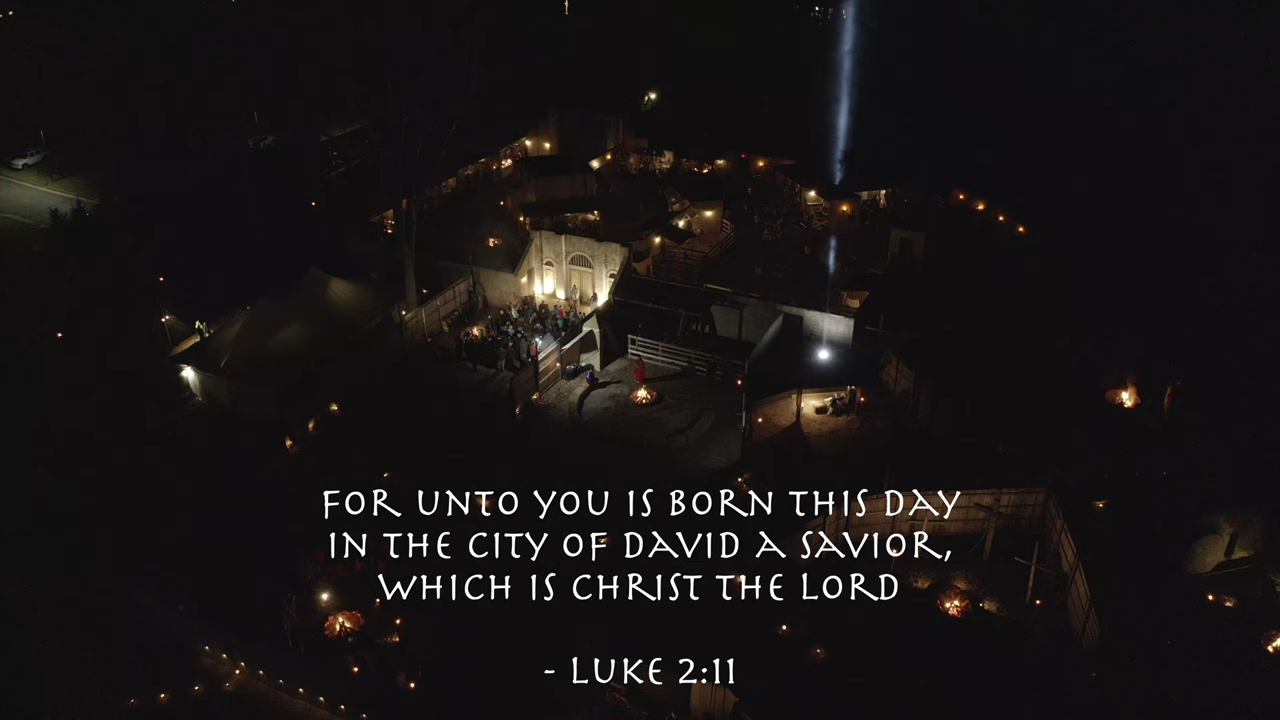 FOR UNTO YOU IS BORN THIS DAY
IN THE CITY OF DAVID A SAVIOR,
WHICH IS CHRIST THE LORD
- LUKE 2:11